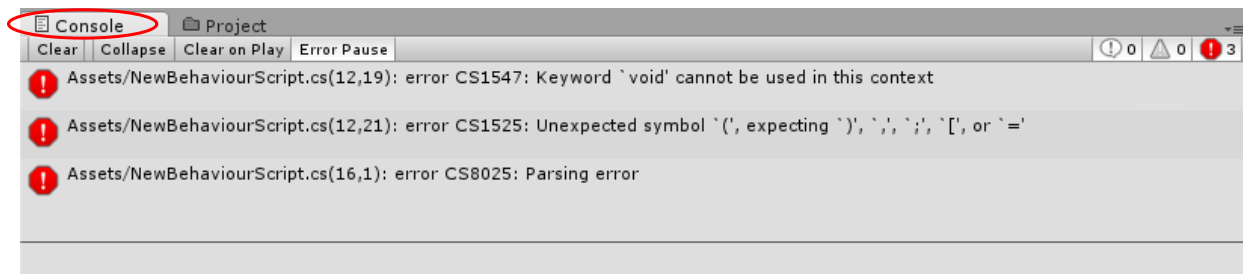 Console Project
Clear Collapse Clear on Play Error Pause 0 0 3
Assets/NewBehaviourScript.cs(12,19): error CS1547: Keyword `void' cannot be used in this context
Assets/NewBehaviourScript.cs(12,21): error CS1525: Unexpected symbol `(', expecting `)', `,', `;', `[', or `='
Assets/NewBehaviourScript.cs(16,1): error CS8025: Parsing error